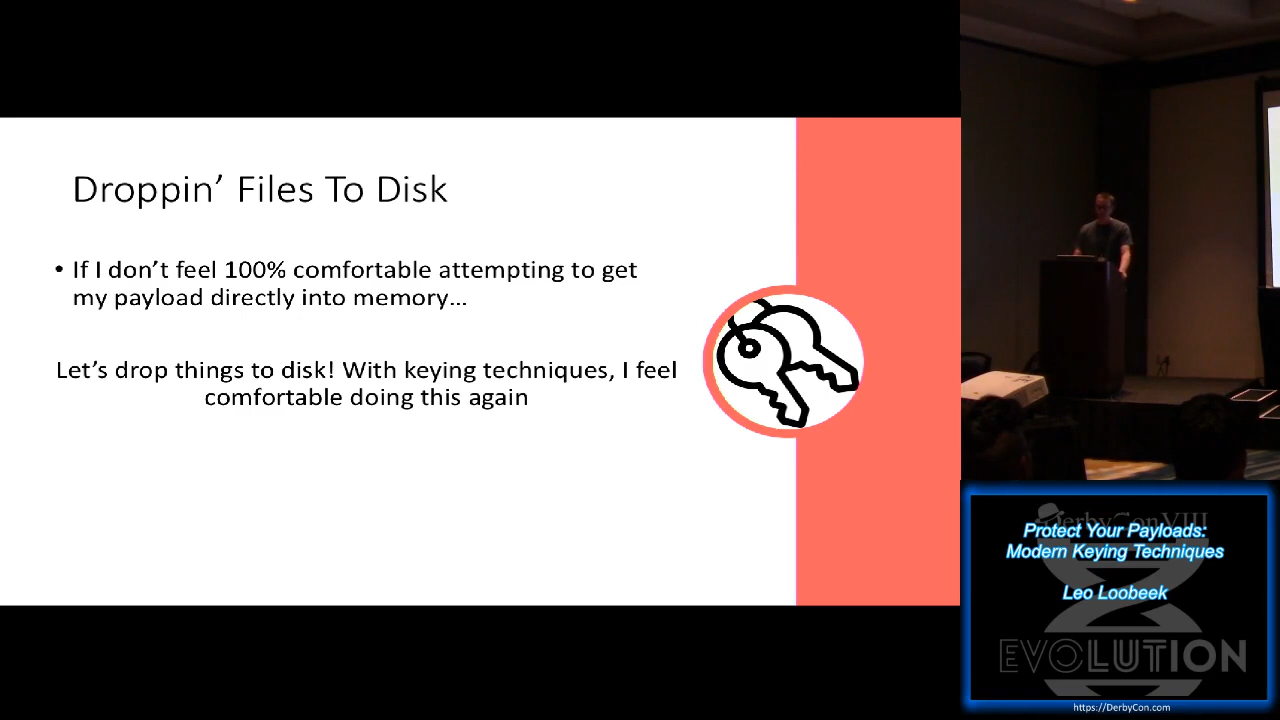 Droppin’ Files To Disk
• If I don’t feel 100% comfortable attempting to get
my payload directly into memory...
Let’s drop things to disk! With keying techniques, I feel
comfortable doing this again
DerbyCon VIII
Protect Your Payloads:
Modern Keying Techniques
Leo Loobeek
EVOLUTION
https://DerbyCon.com